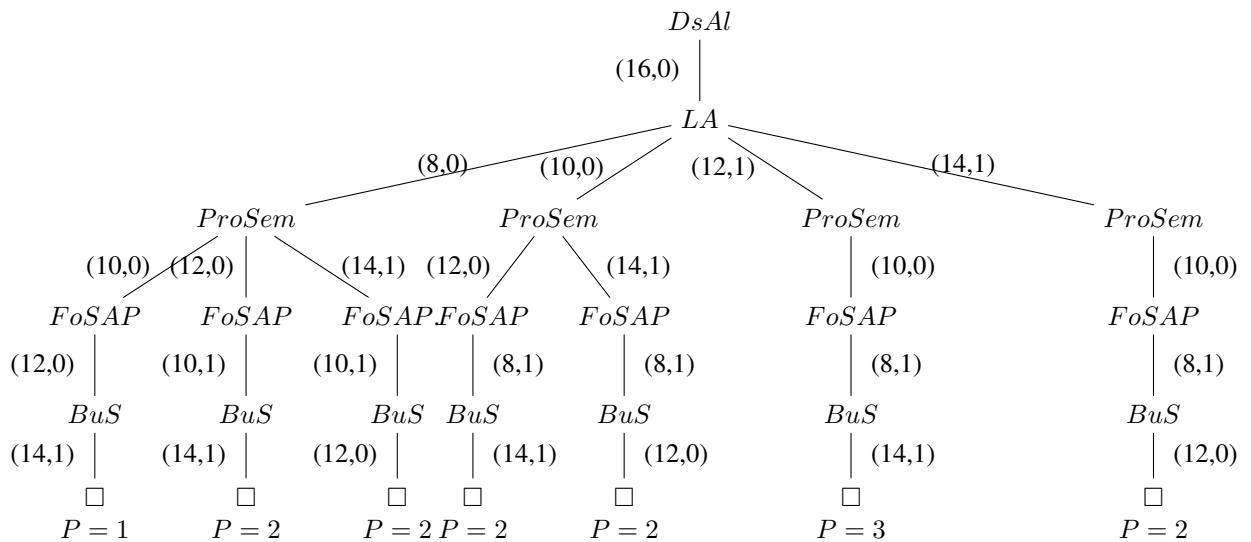 DsAl
(16,0)
LA
(8,0) (10,0) (12,1) (14,1)
ProSem ProSem ProSem ProSem
(10,0) (12,0) (14,1) (12,0) (14,1) (10,0) (10,0)
FoSAP FoSAP FoSAP.FoSAP FoSAP FoSAP FoSAP
(12,0) (10,1) (10,1) (8,1) (8,1) (8,1) (8,1)
BuS BuS BuS BuS BuS BuS BuS
(14,1) (14,1) (12,0) (14,1) (12,0) (14,1) (12,0)
□ □ □ □ □ □ □
P = 1 P = 2 P = 2 P = 2 P = 2 P = 3 P = 2